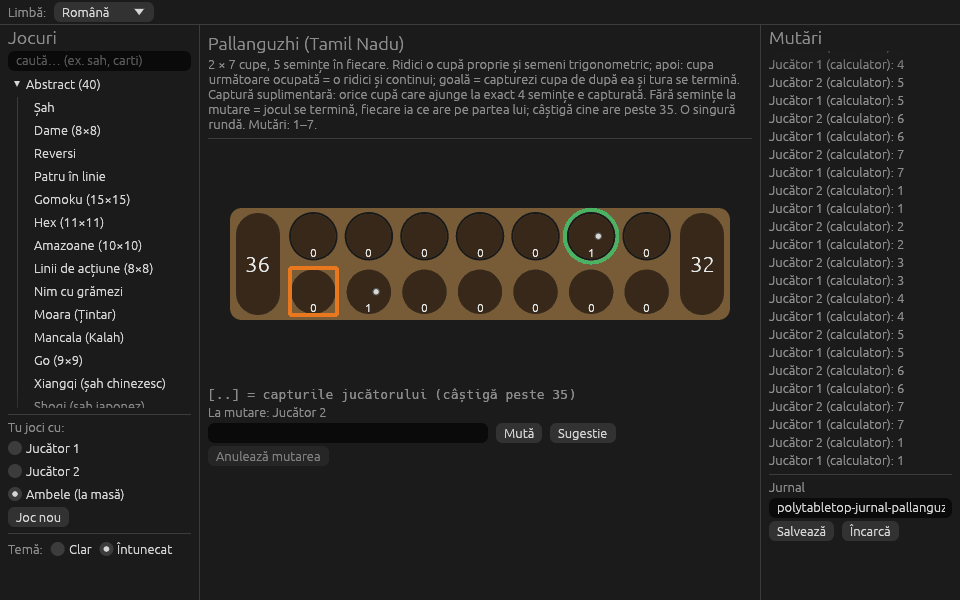 Limbă: Română
Jocuri
caută... (ex. sah, carti)
Abstract (40)
Șah
Dame (8×8)
Reversi
Patru în linie
Gomoku (15×15)
Hex (11×11)
Amazoane (10×10)
Linii de acțiune (8×8)
Nim cu grămezi
Moara (Țintar)
Mancala (Kalah)
Go (9×9)
Xiangqi (șah chinezesc)
Shogi (șah japonez)
Tu joci cu:
Jucător 1
Jucător 2
Ambele (la masă)
Joc nou
Temă: Clar Întunecat
Pallanguzhi (Tamil Nadu)
2 × 7 cupe, 5 semințe în fiecare. Ridici o cupă proprie și semeni trigonometric; apoi: cupa
următoare ocupată = o ridici și continui; goală = capturezi cupa de după ea și tura se termină.
Captură suplimentară: orice cupă care ajunge la exact 4 semințe e capturată. Fără semințe la
mutare = jocul se termină, fiecare ia ce are pe partea lui; câștigă cine are peste 35. O singură
rundă. Mutări: 1–7.
0 0 0 0 0 1 0
36 32
0 1 0 0 0 0 0
[..] = capturile jucătorului (câștigă peste 35)
La mutare: Jucător 2
Mută Sugestie
Anulează mutarea
Mutări
Jucător 1 (calculator): 4
Jucător 2 (calculator): 5
Jucător 1 (calculator): 5
Jucător 2 (calculator): 6
Jucător 1 (calculator): 6
Jucător 2 (calculator): 7
Jucător 1 (calculator): 7
Jucător 2 (calculator): 1
Jucător 1 (calculator): 1
Jucător 2 (calculator): 2
Jucător 1 (calculator): 2
Jucător 2 (calculator): 3
Jucător 1 (calculator): 3
Jucător 2 (calculator): 4
Jucător 1 (calculator): 4
Jucător 2 (calculator): 5
Jucător 1 (calculator): 5
Jucător 2 (calculator): 6
Jucător 1 (calculator): 6
Jucător 2 (calculator): 7
Jucător 1 (calculator): 7
Jucător 2 (calculator): 1
Jucător 1 (calculator): 1
Jurnal
polytabletop-jurnal-pallanguz
Salvează Încarcă